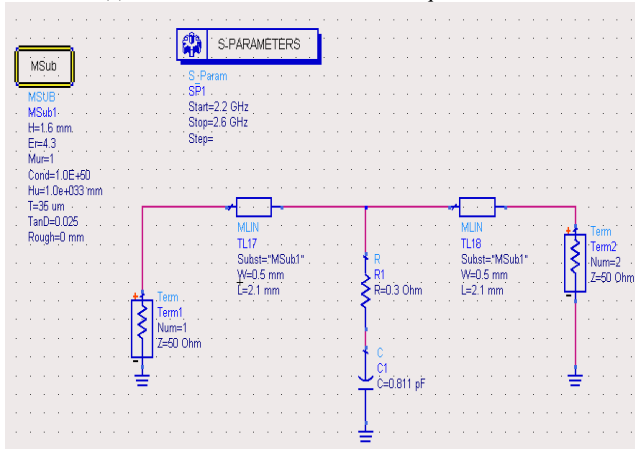 MSub
MSUB
MSub1
H=1.6 mm
Er=4.3
Mur=1
Cond=1.0E+50
Hu=1.0e+033 mm
T=35 um
TanD=0.025
Rough=0 mm
S-PARAMETERS
S_Param
SP1
Start=2.2 GHz
Stop=2.6 GHz
Step=
Term
Term1
Num=1
Z=50 Ohm
MLIN
TL17
Subst="MSub1"
W=0.5 mm
L=2.1 mm
R
R1
R=0.3 Ohm
C
C1
C=0.811 pF
MLIN
TL18
Subst="MSub1"
W=0.5 mm
L=2.1 mm
Term
Term2
Num=2
Z=50 Ohm